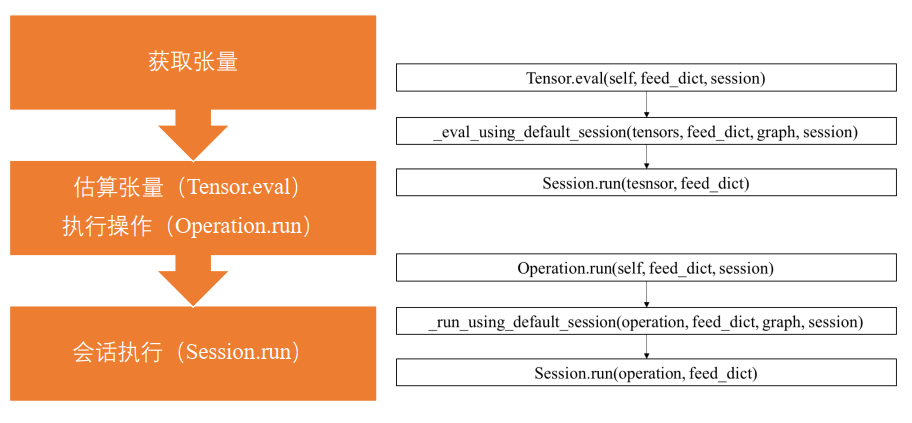 获取张量
估算张量（Tensor.eval）
执行操作（Operation.run）
会话执行（Session.run）
Tensor.eval(self, feed_dict, session)
_eval_using_default_session(tensors, feed_dict, graph, session)
Session.run(tesnsor, feed_dict)
Operation.run(self, feed_dict, session)
_run_using_default_session(operation, feed_dict, graph, session)
Session.run(operation, feed_dict)